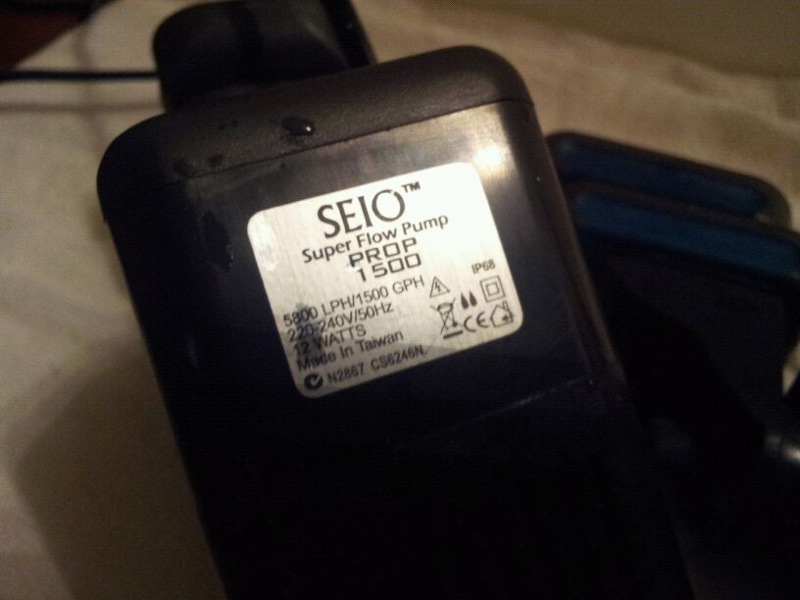 SEIO™
Super Flow Pump
PROP
1500
5800 LPH/1500 GPH
220-240V/50Hz
12 WATTS
Made In Taiwan
N2867 CS6246N
IP68
CE